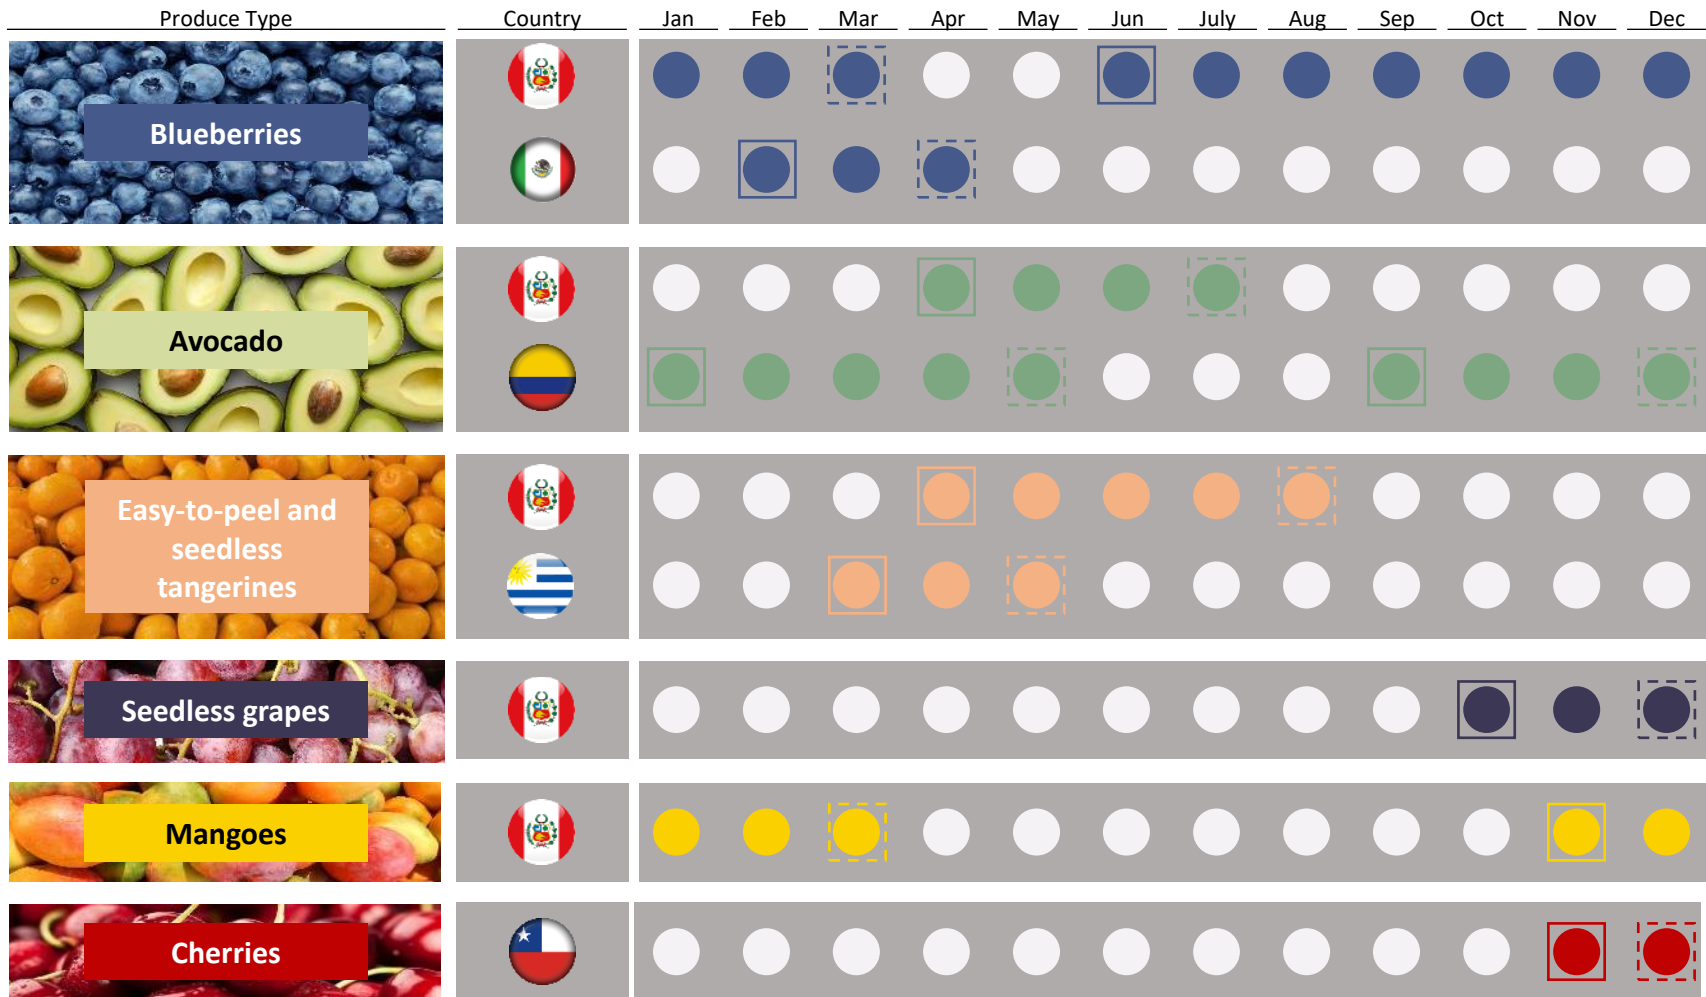 Produce Type Country Jan Feb Mar Apr May Jun July Aug Sep Oct Nov Dec
Blueberries
Avocado
Easy-to-peel and
seedless
tangerines
Seedless grapes
Mangoes
Cherries